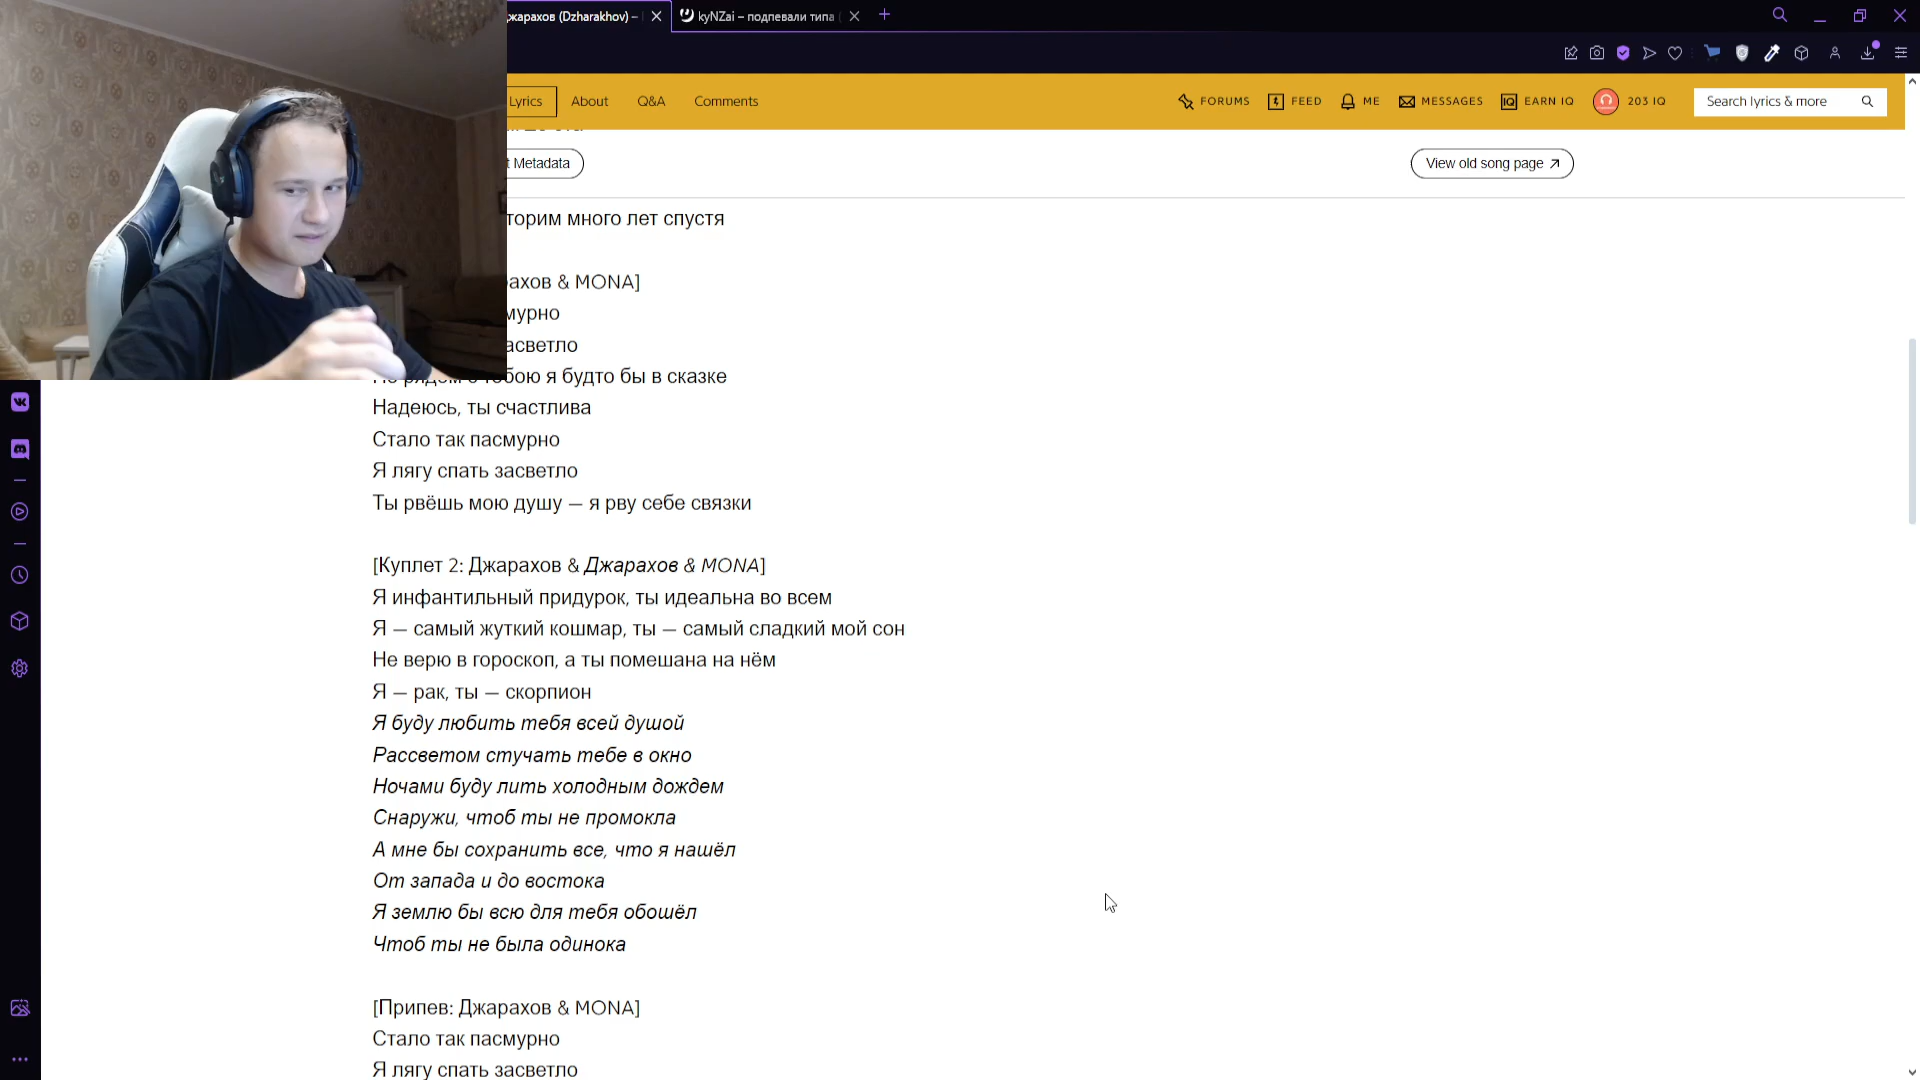 жарахов (Dzharakhov) –
kyNZai – подпевали типа
Lyrics
About
Q&A
Comments
FORUMS
FEED
ME
MESSAGES
EARN IQ
203 IQ
Search lyrics & more
t Metadata
View old song page
торим много лет спустя
рахов & MONA]
мурно
асветло
тобою я будто бы в сказке
Надеюсь, ты счастлива
Стало так пасмурно
Я лягу спать засветло
Ты рвёшь мою душу — я рву себе связки
[Куплет 2: Джарахов & Джарахов & MONA]
Я инфантильный придурок, ты идеальна во всем
Я — самый жуткий кошмар, ты — самый сладкий мой сон
Не верю в гороскоп, а ты помешана на нём
Я — рак, ты — скорпион
Я буду любить тебя всей душой
Рассветом стучать тебе в окно
Ночами буду лить холодным дождем
Снаружи, чтоб ты не промокла
А мне бы сохранить все, что я нашёл
От запада и до востока
Я землю бы всю для тебя обошёл
Чтоб ты не была одинока
[Припев: Джарахов & MONA]
Стало так пасмурно
Я лягу спать засветло